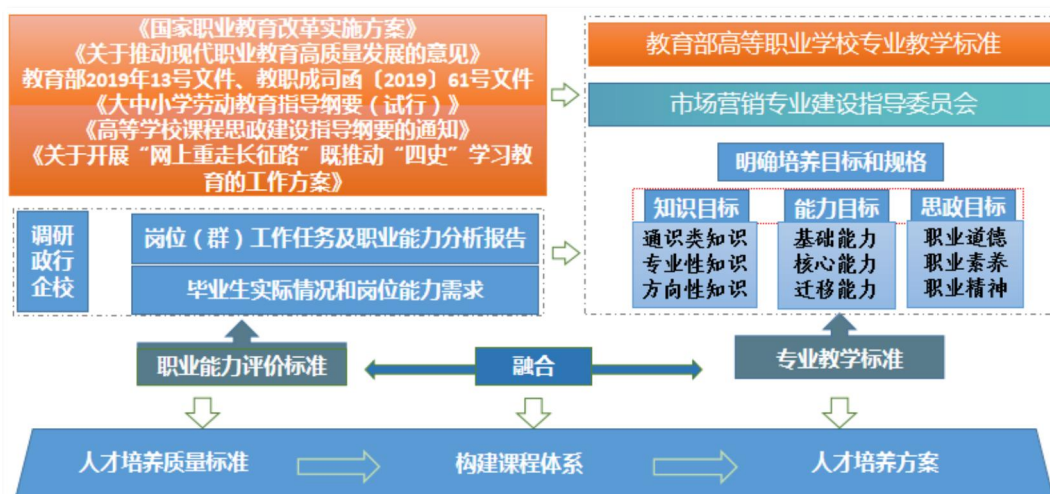 《国家职业教育改革实施方案》
《关于推动现代职业教育高质量发展的意见》
教育部2019年13号文件、教职成司函〔2019〕61号文件
《大中小学劳动教育指导纲要（试行）》
《高等学校课程思政建设指导纲要的通知》
《关于开展“网上重走长征路”既推动“四史”学习教
育的工作方案》
教育部高等职业学校专业教学标准
市场营销专业建设指导委员会
明确培养目标和规格
知识目标
通识类知识
专业性知识
方向性知识
能力目标
基础能力
核心能力
迁移能力
思政目标
职业道德
职业素养
职业精神
调研
政行
企校
岗位（群）工作任务及职业能力分析报告
毕业生实际情况和岗位能力需求
职业能力评价标准
融合
专业教学标准
人才培养质量标准
构建课程体系
人才培养方案